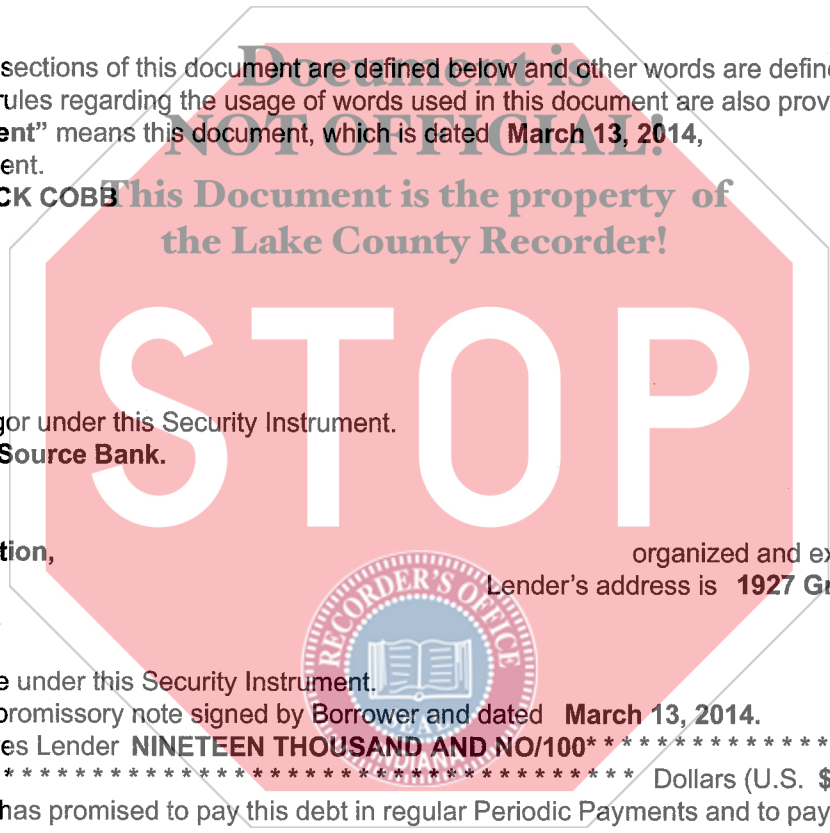 Document is
sections of this document are defined below and other words are define
rules regarding the usage of words used in this document are also prov
NOT OFFICIAL!
ent” means this document, which is dated March 13, 2014,
ent.
CK COBB
This Document is the property of
the Lake County Recorder!
STOP
gor under this Security Instrument.
Source Bank.
tion, organized and ex
Lender’s address is 1927 Gr
RECORDER'S OFFICE
e under this Security Instrument.
promissory note signed by Borrower and dated March 13, 2014.
SEAL
es Lender NINETEEN THOUSAND AND NO/100* * * * * * * * * * * * * *
INDIANA
* * * * * * * * * * * * * * * * * * * * * * * * * * * * * * * * * * * * Dollars (U.S. $
has promised to pay this debt in regular Periodic Payments and to pay